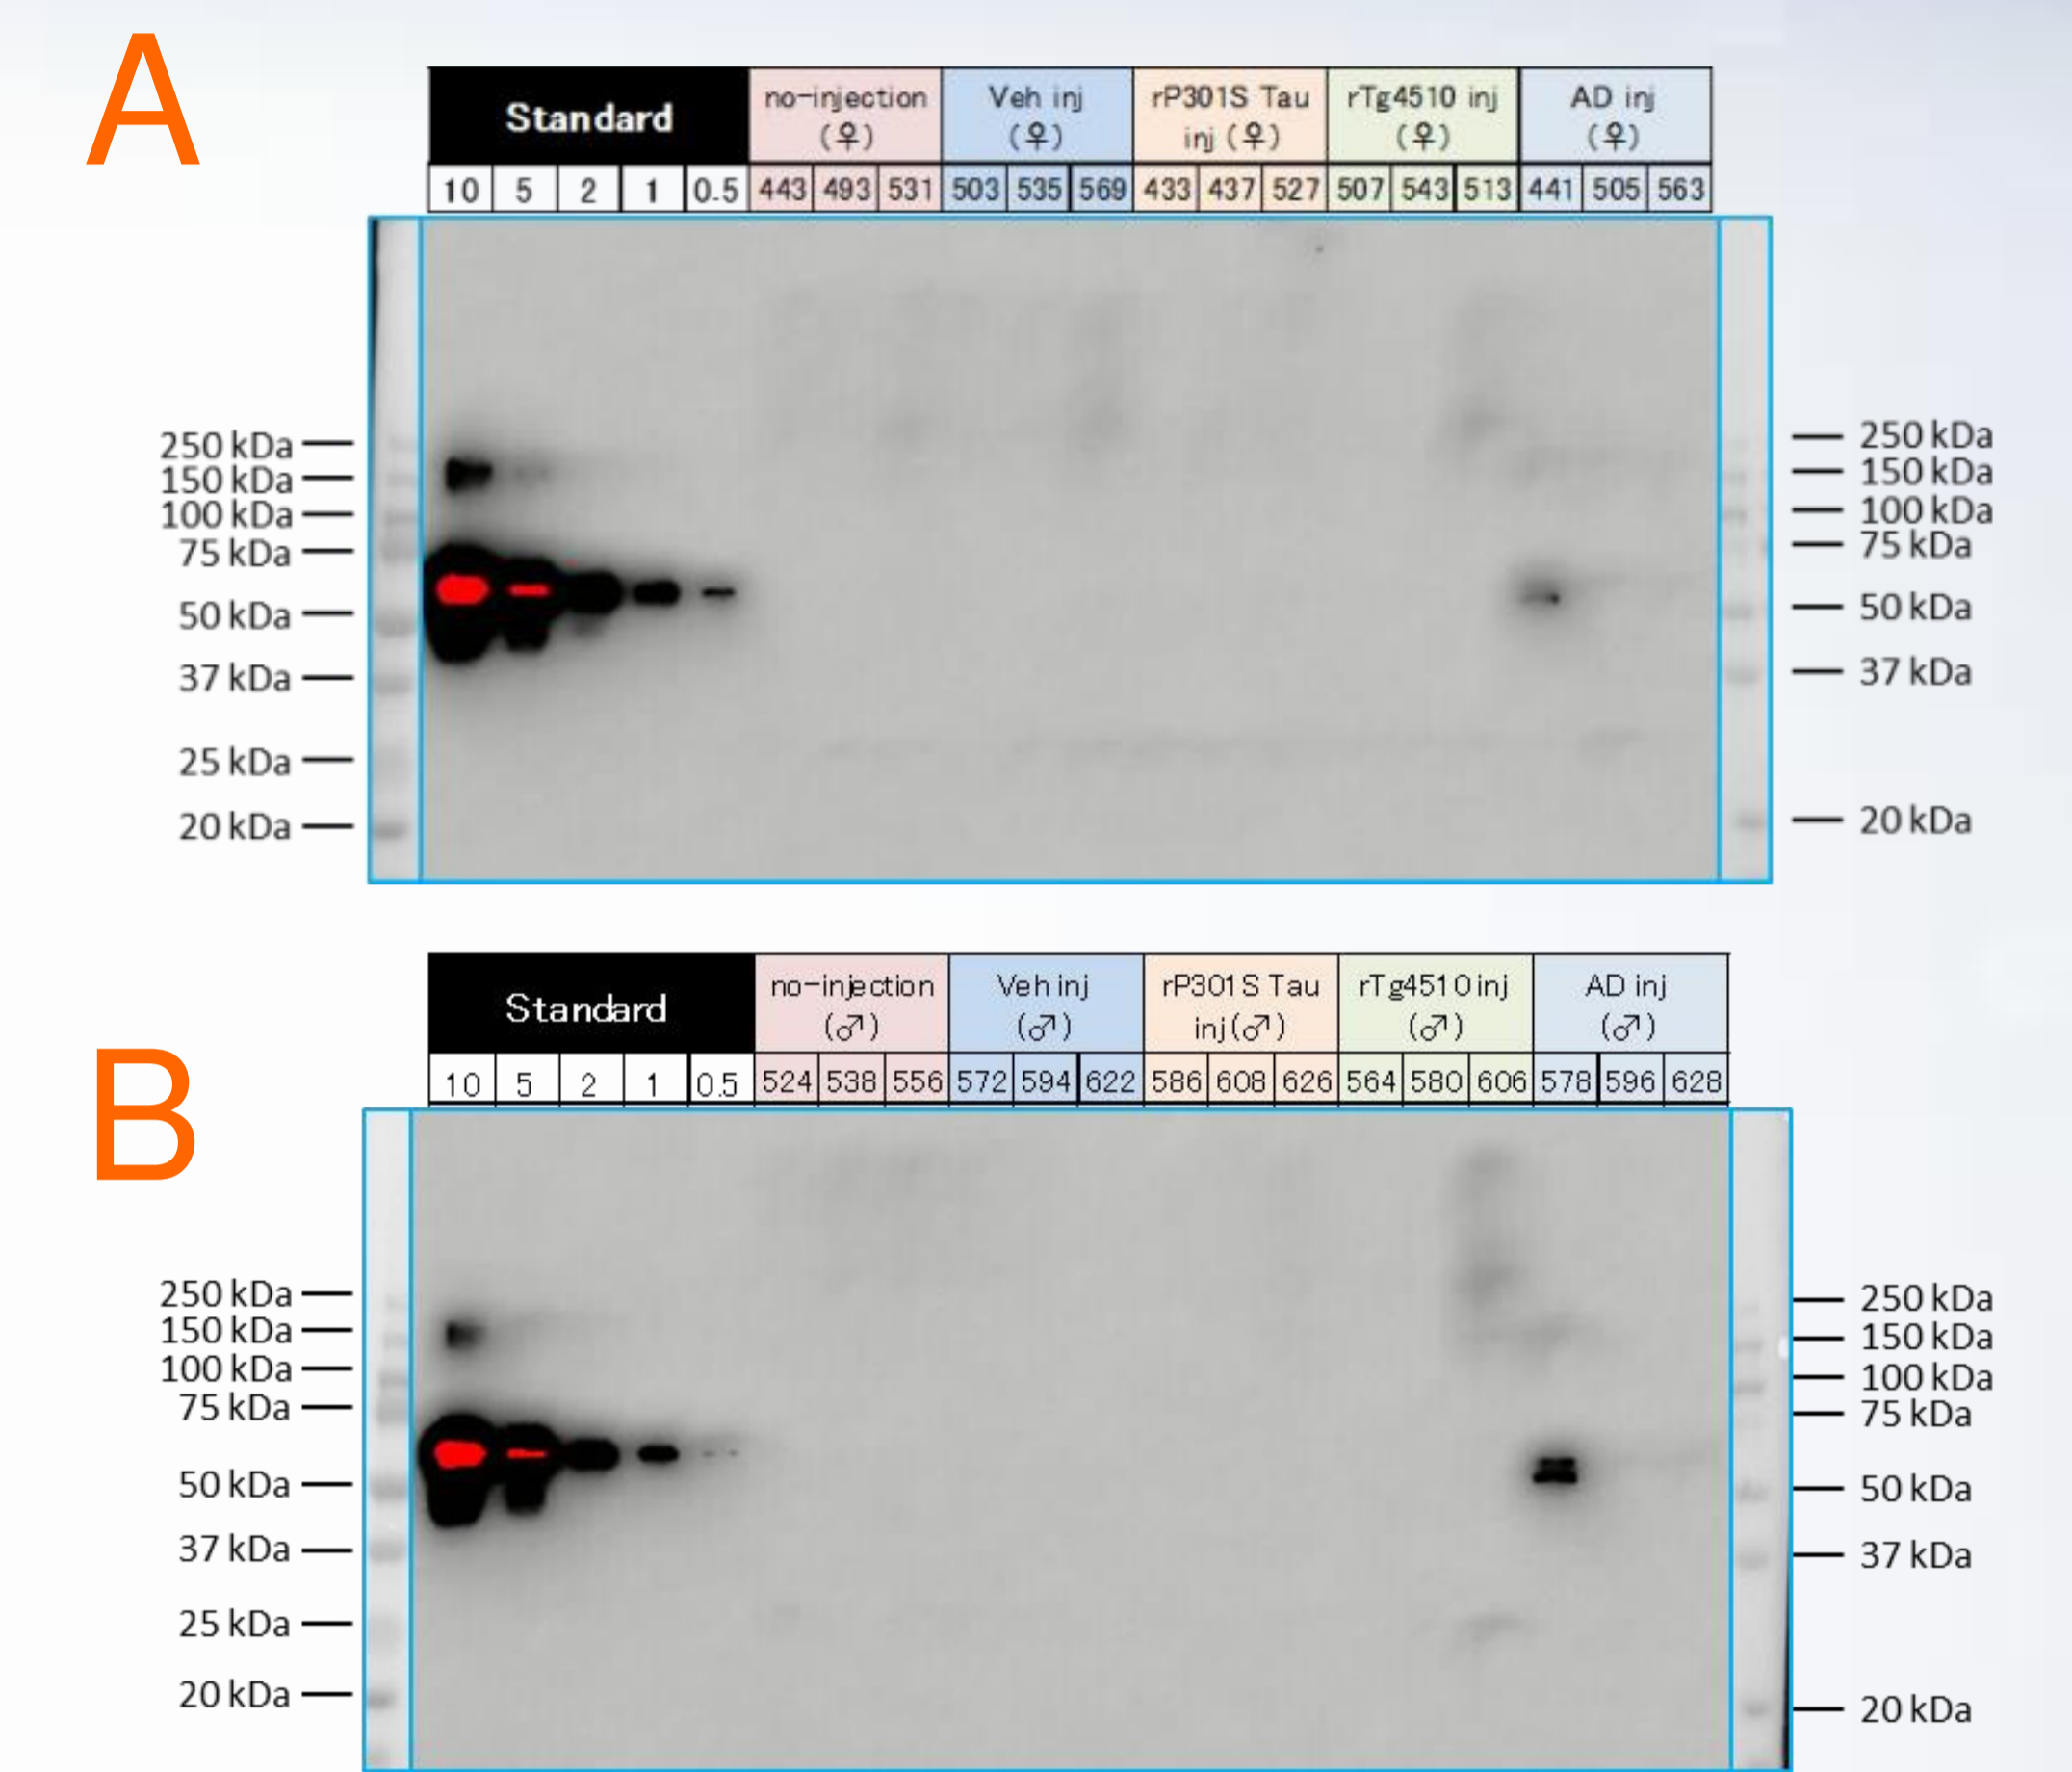 A
Standard
no-injection (♀)
Veh inj (♀)
rP301S Tau inj (♀)
rTg4510 inj (♀)
AD inj (♀)
10 5 2 1 0.5 443 493 531 503 535 569 433 437 527 507 543 513 441 505 563
250 kDa 250 kDa
150 kDa 150 kDa
100 kDa 100 kDa
75 kDa 75 kDa
50 kDa 50 kDa
37 kDa 37 kDa
25 kDa
20 kDa 20 kDa
B
Standard
no-injection (♂)
Veh inj (♂)
rP301S Tau inj(♂)
rTg4510 inj (♂)
AD inj (♂)
10 5 2 1 0.5 524 538 556 572 594 622 586 608 626 564 580 606 578 596 628
250 kDa 250 kDa
150 kDa 150 kDa
100 kDa 100 kDa
75 kDa 75 kDa
50 kDa 50 kDa
37 kDa 37 kDa
25 kDa
20 kDa 20 kDa